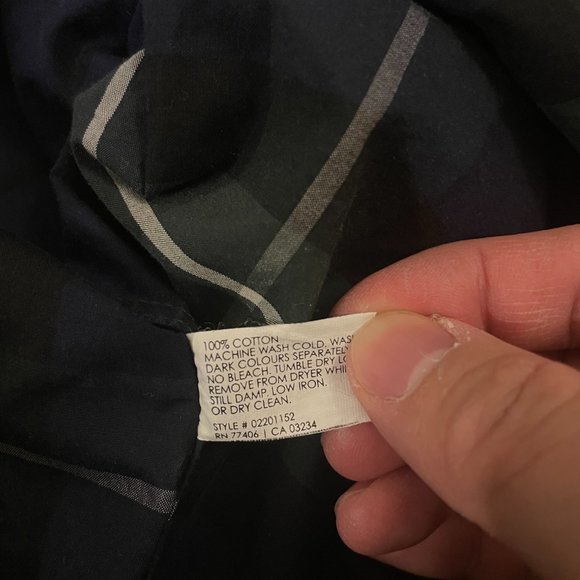 100% COTTON
MACHINE WASH COLD.
DARK COLOURS SEPARATELY
NO BLEACH. TUMBLE DRY
REMOVE FROM DRYER
STILL DAMP, LOW IRON.
OR DRY CLEAN.
STYLE # 02201152
RN 77406 | CA 03234